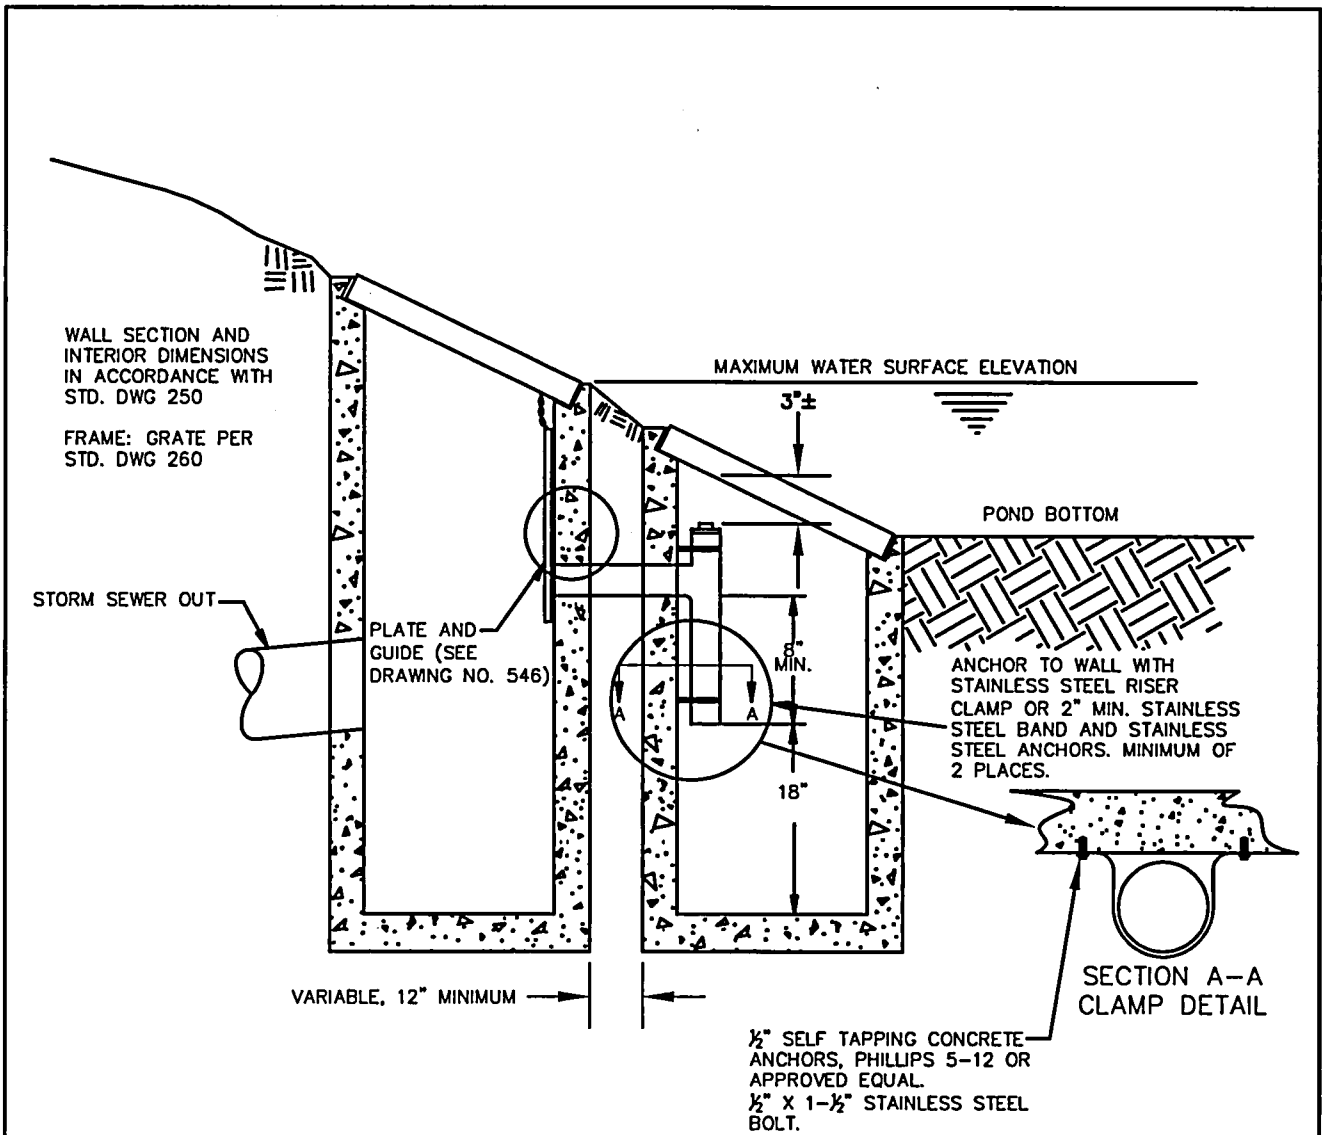 WALL SECTION AND
INTERIOR DIMENSIONS
IN ACCORDANCE WITH
STD. DWG 250
FRAME: GRATE PER
STD. DWG 260
MAXIMUM WATER SURFACE ELEVATION
3"±
POND BOTTOM
STORM SEWER OUT
PLATE AND
GUIDE (SEE
DRAWING NO. 546)
8"
MIN.
A
A
ANCHOR TO WALL WITH
STAINLESS STEEL RISER
CLAMP OR 2" MIN. STAINLESS
STEEL BAND AND STAINLESS
STEEL ANCHORS. MINIMUM OF
2 PLACES.
18"
SECTION A-A
CLAMP DETAIL
VARIABLE, 12" MINIMUM
½" SELF TAPPING CONCRETE
ANCHORS, PHILLIPS 5-12 OR
APPROVED EQUAL.
½" X 1-½" STAINLESS STEEL
BOLT.